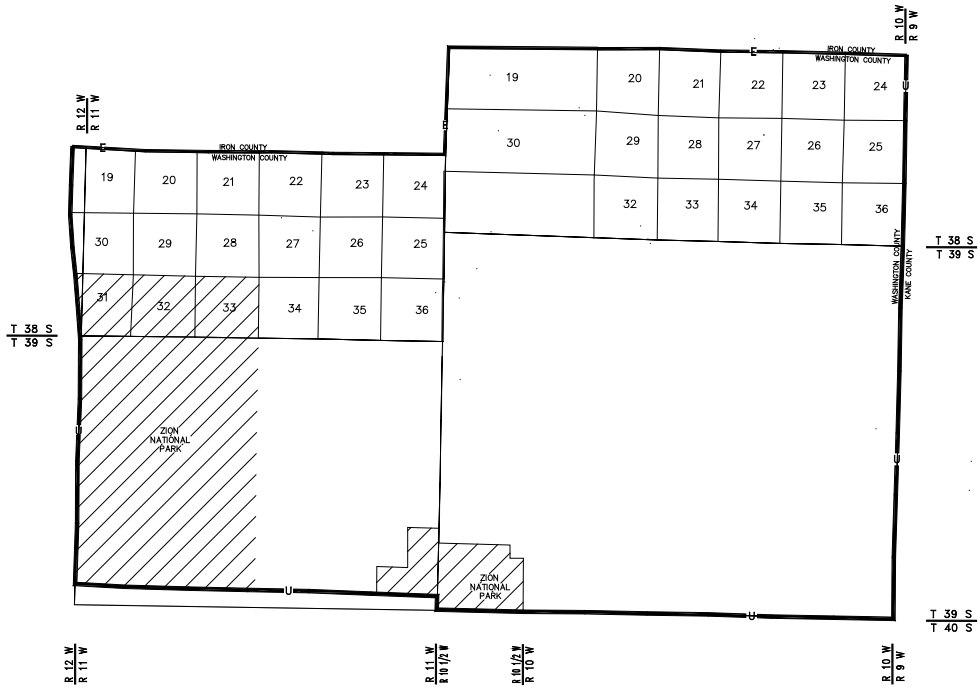 R 10 W
R 9 W
E
IRON COUNTY
WASHINGTON COUNTY
19 20 21 22 23 24
U
R 12 W
R 11 W
E
30 29 28 27 26 25
E
IRON COUNTY
WASHINGTON COUNTY
19 20 21 22 23 24
32 33 34 35 36
30 29 28 27 26 25
WASHINGTON COUNTY
KANE COUNTY
T 38 S
T 39 S
31 32 33 34 35 36
T 38 S
T 39 S
U
ZION
NATIONAL
PARK
U
ZION
NATIONAL
PARK
U
U
T 39 S
T 40 S
R 12 W
R 11 W
R 11 W
R 10 1/2 W
R 10 1/2 W
R 10 W
R 10 W
R 9 W